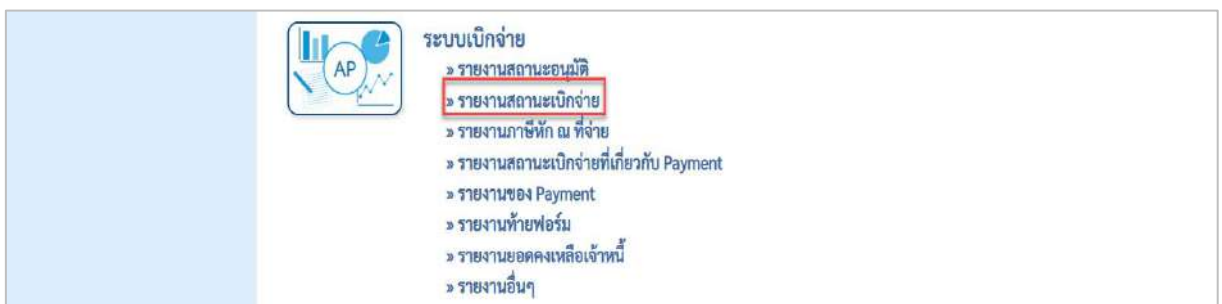 ระบบเบิกจ่าย
AP
» รายงานสถานะอนุมัติ
» รายงานสถานะเบิกจ่าย
» รายงานภาษีหัก ณ ที่จ่าย
» รายงานสถานะเบิกจ่ายที่เกี่ยวกับ Payment
» รายงานของ Payment
» รายงานท้ายฟอร์ม
» รายงานยอดคงเหลือเจ้าหนี้
» รายงานอื่นๆ